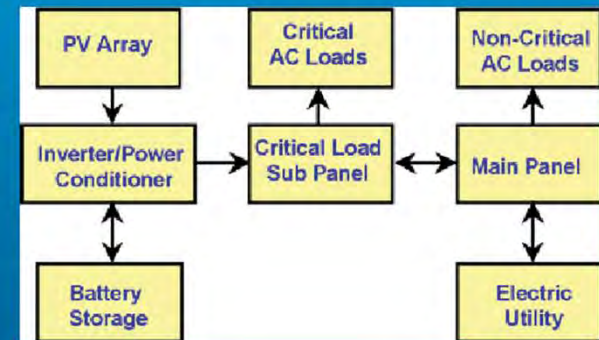 PV Array
Critical
AC Loads
Non-Critical
AC Loads
Inverter/Power
Conditioner
Critical Load
Sub Panel
Main Panel
Battery
Storage
Electric
Utility